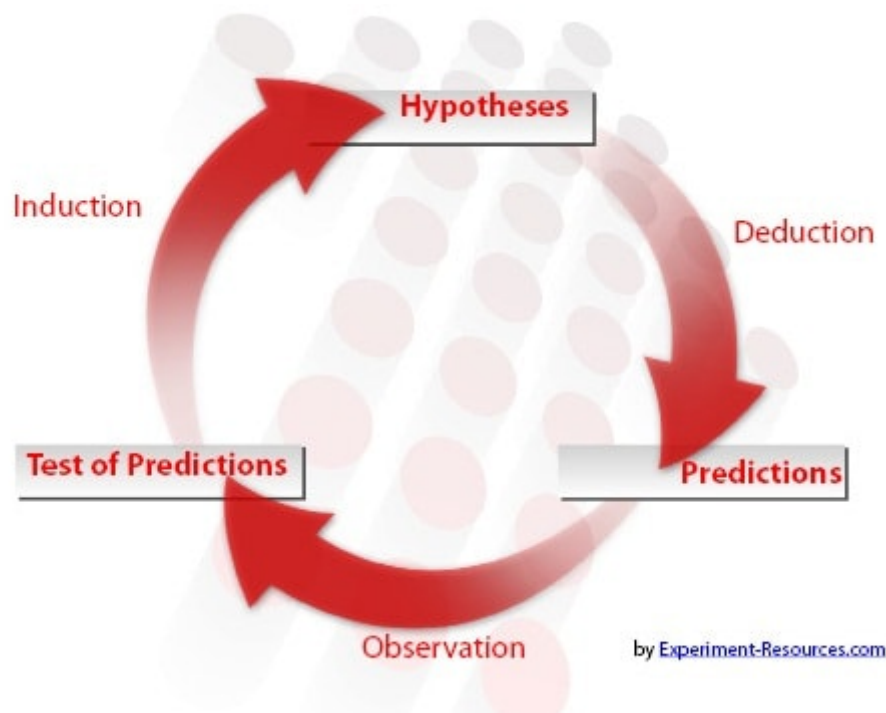 Hypotheses
Induction
Deduction
Test of Predictions
Predictions
Observation
by Experiment-Resources.com